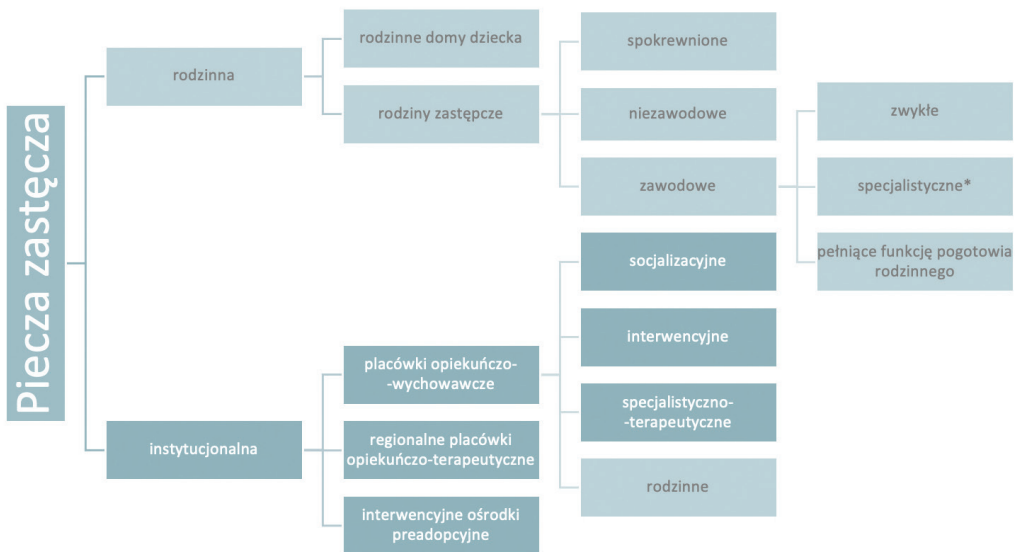 Piecza zastęcza
rodzinna
rodzinne domy dziecka
rodziny zastępcze
spokrewnione
niezawodowe
zawodowe
zwykłe
specjalistyczne*
pełniące funkcję pogotowia
rodzinnego
instytucjonalna
placówki opiekuńczo-
-wychowawcze
regionalne placówki
opiekuńczo-terapeutyczne
interwencyjne ośrodki
preadopcyjne
socjalizacyjne
interwencyjne
specjalistyczno-
-terapeutyczne
rodzinne